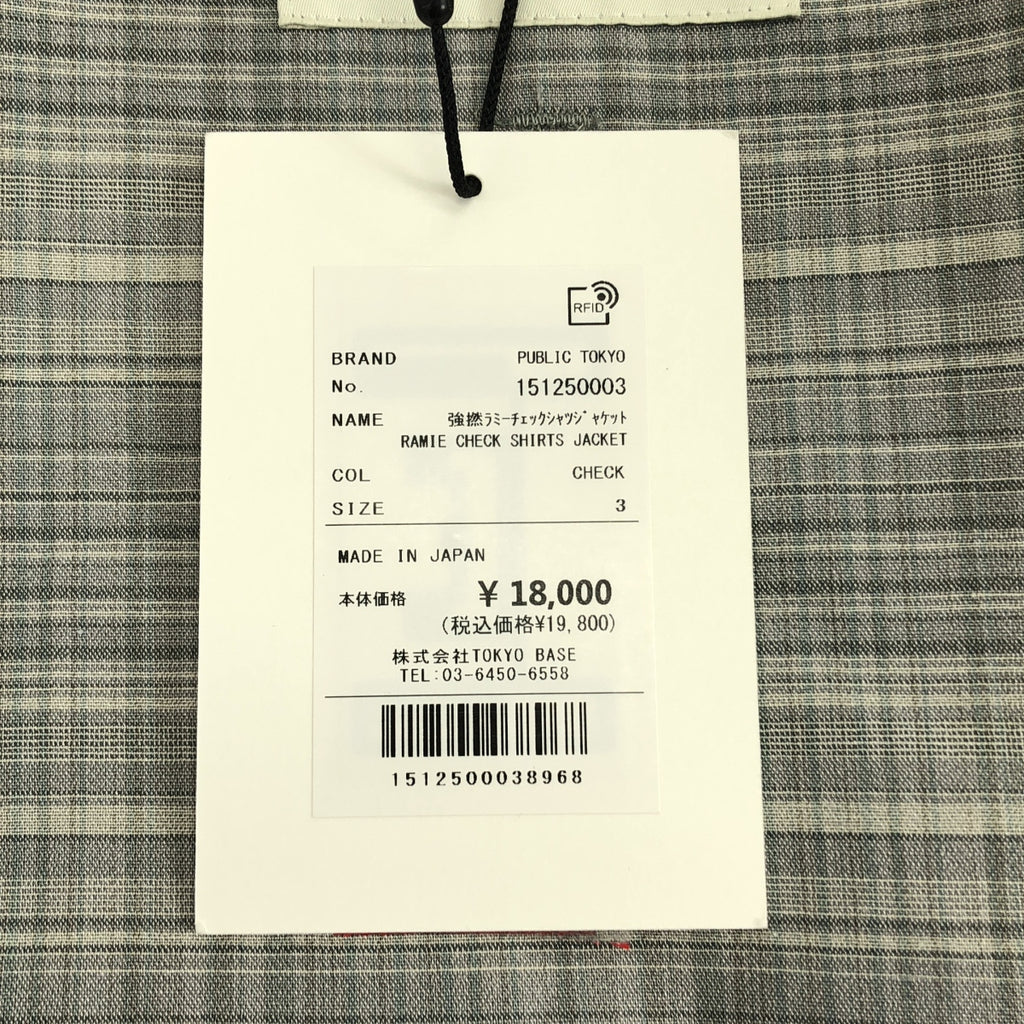 RFID
BRAND PUBLIC TOKYO
No. 151250003
NAME 強撚ﾗﾐｰﾁｪｯｸｼｬﾂｼﾞｬｹｯﾄ
RAMIE CHECK SHIRTS JACKET
COL CHECK
SIZE 3
MADE IN JAPAN
本体価格 ¥ 18,000
(税込価格¥19,800)
株式会社TOKYO BASE
TEL:03-6450-6558
1512500038968